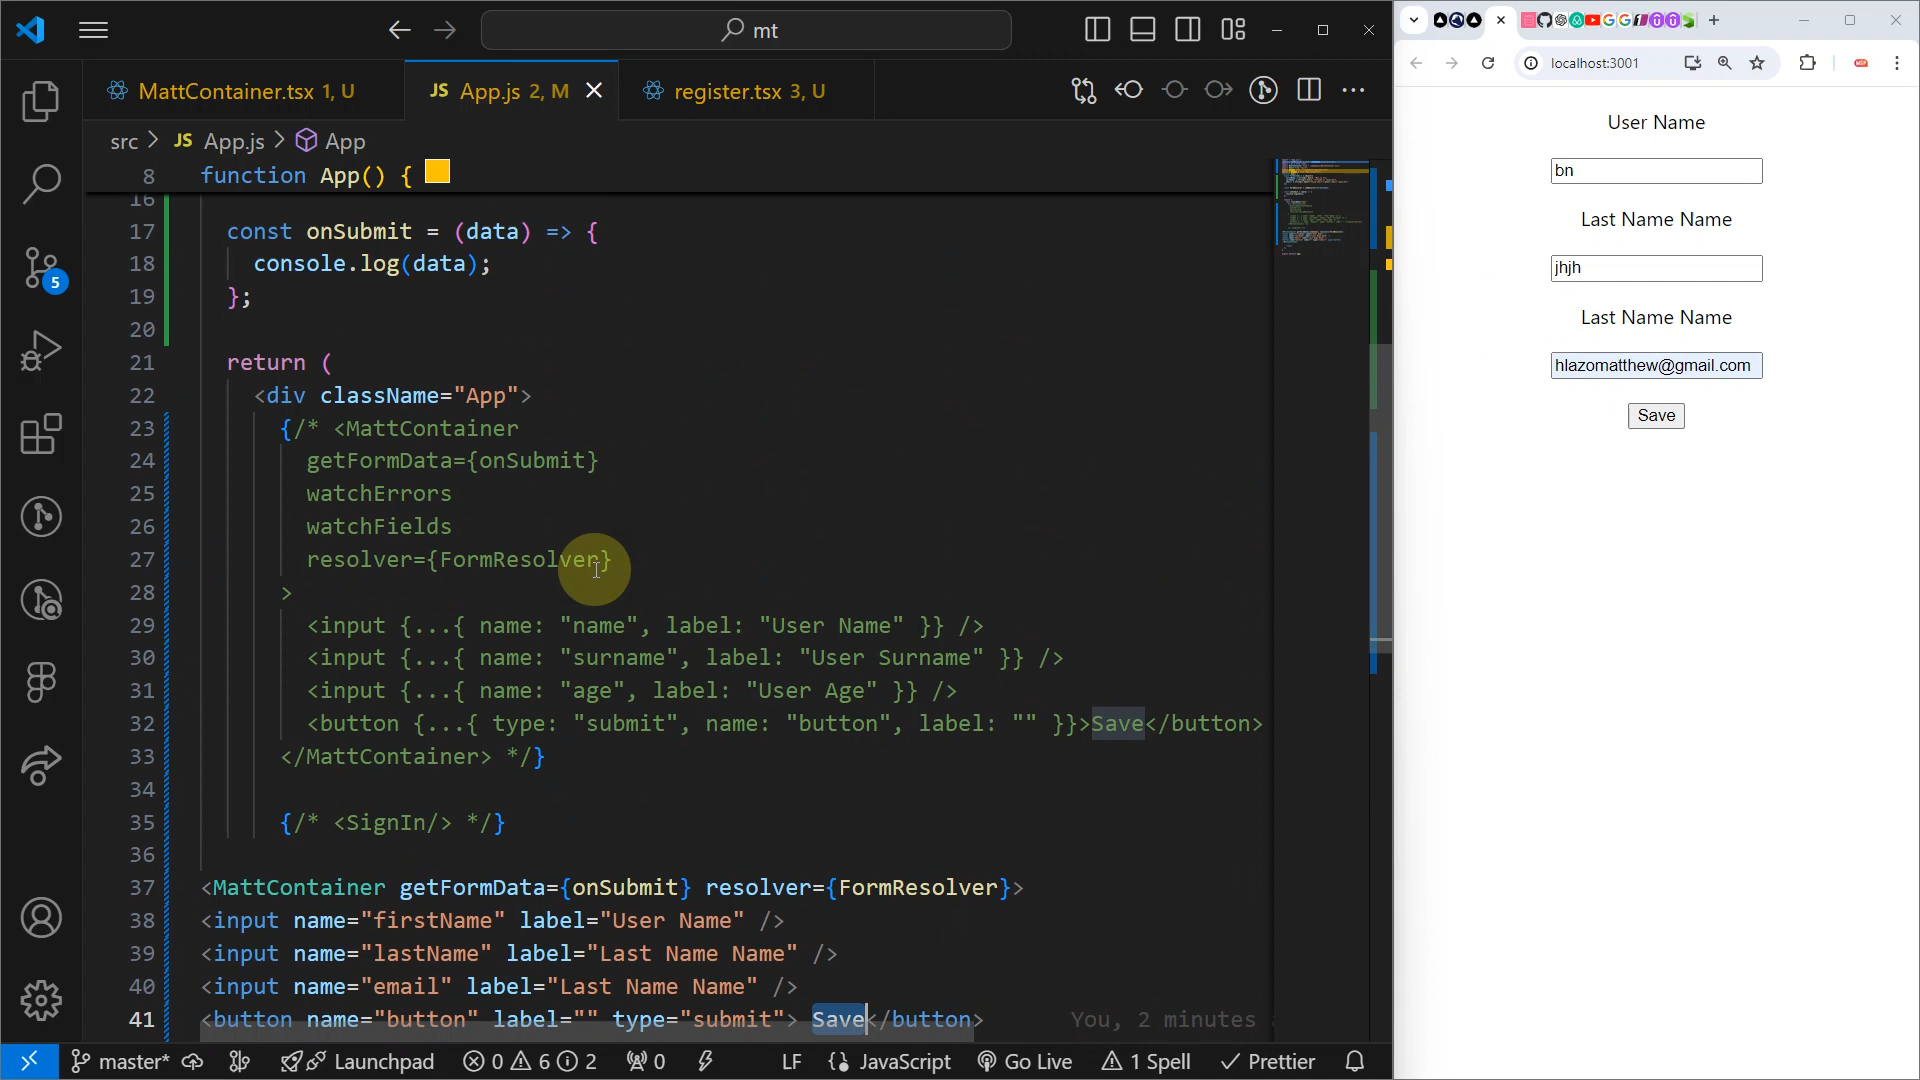 mt
MattContainer.tsx 1, U
JS App.js 2, M
register.tsx 3, U
src > JS App.js > App
8 function App() {
16
17 const onSubmit = (data) => {
18 console.log(data);
19 };
20
21 return (
22 <div className="App">
23 {/* <MattContainer
24 getFormData={onSubmit}
25 watchErrors
26 watchFields
27 resolver={FormResolver}
28 >
29 <input {...{ name: "name", label: "User Name" }} />
30 <input {...{ name: "surname", label: "User Surname" }} />
31 <input {...{ name: "age", label: "User Age" }} />
32 <button {...{ type: "submit", name: "button", label: "" }}>Save</button>
33 </MattContainer> */}
34
35 {/* <SignIn/> */}
36
37 <MattContainer getFormData={onSubmit} resolver={FormResolver}>
38 <input name="firstName" label="User Name" />
39 <input name="lastName" label="Last Name Name" />
40 <input name="email" label="Last Name Name" />
41 <button name="button" label="" type="submit"> Save</button> You, 2 minutes
5
master* Launchpad 0 6 2 0 LF {} JavaScript Go Live 1 Spell Prettier
localhost:3001
User Name
bn
Last Name Name
jhjh
Last Name Name
hlazomatthew@gmail.com
Save